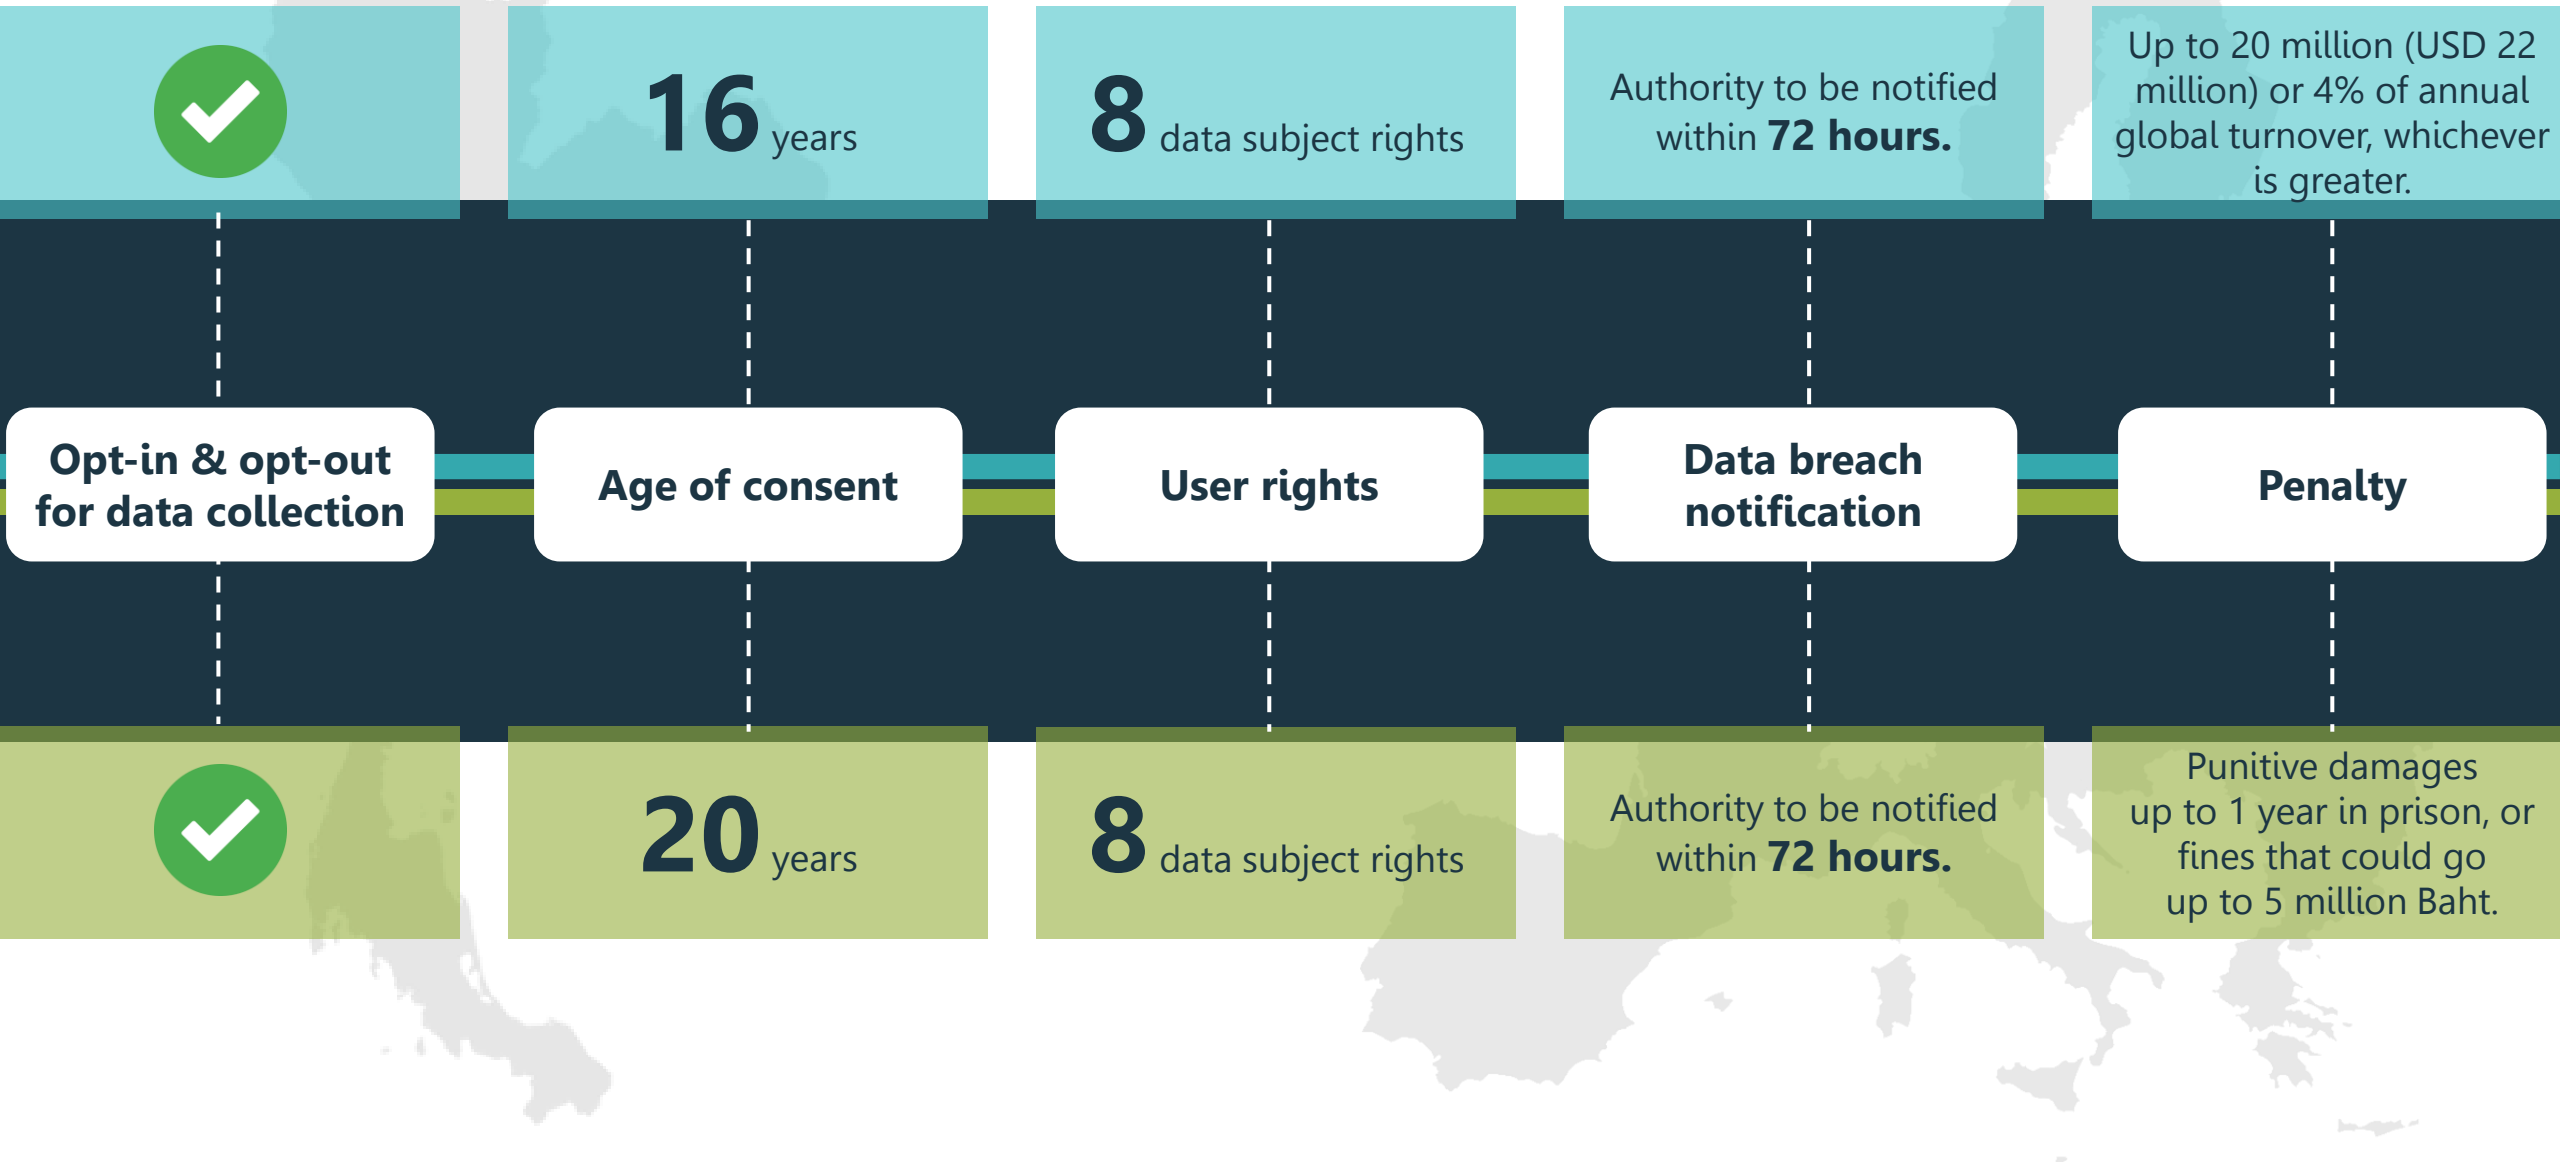 16 years
8 data subject rights
Authority to be notified
within 72 hours.
Up to 20 million (USD 22
million) or 4% of annual
global turnover, whichever
is greater.
Opt-in & opt-out
for data collection
Age of consent
User rights
Data breach
notification
Penalty
20 years
8 data subject rights
Authority to be notified
within 72 hours.
Punitive damages
up to 1 year in prison, or
fines that could go
up to 5 million Baht.